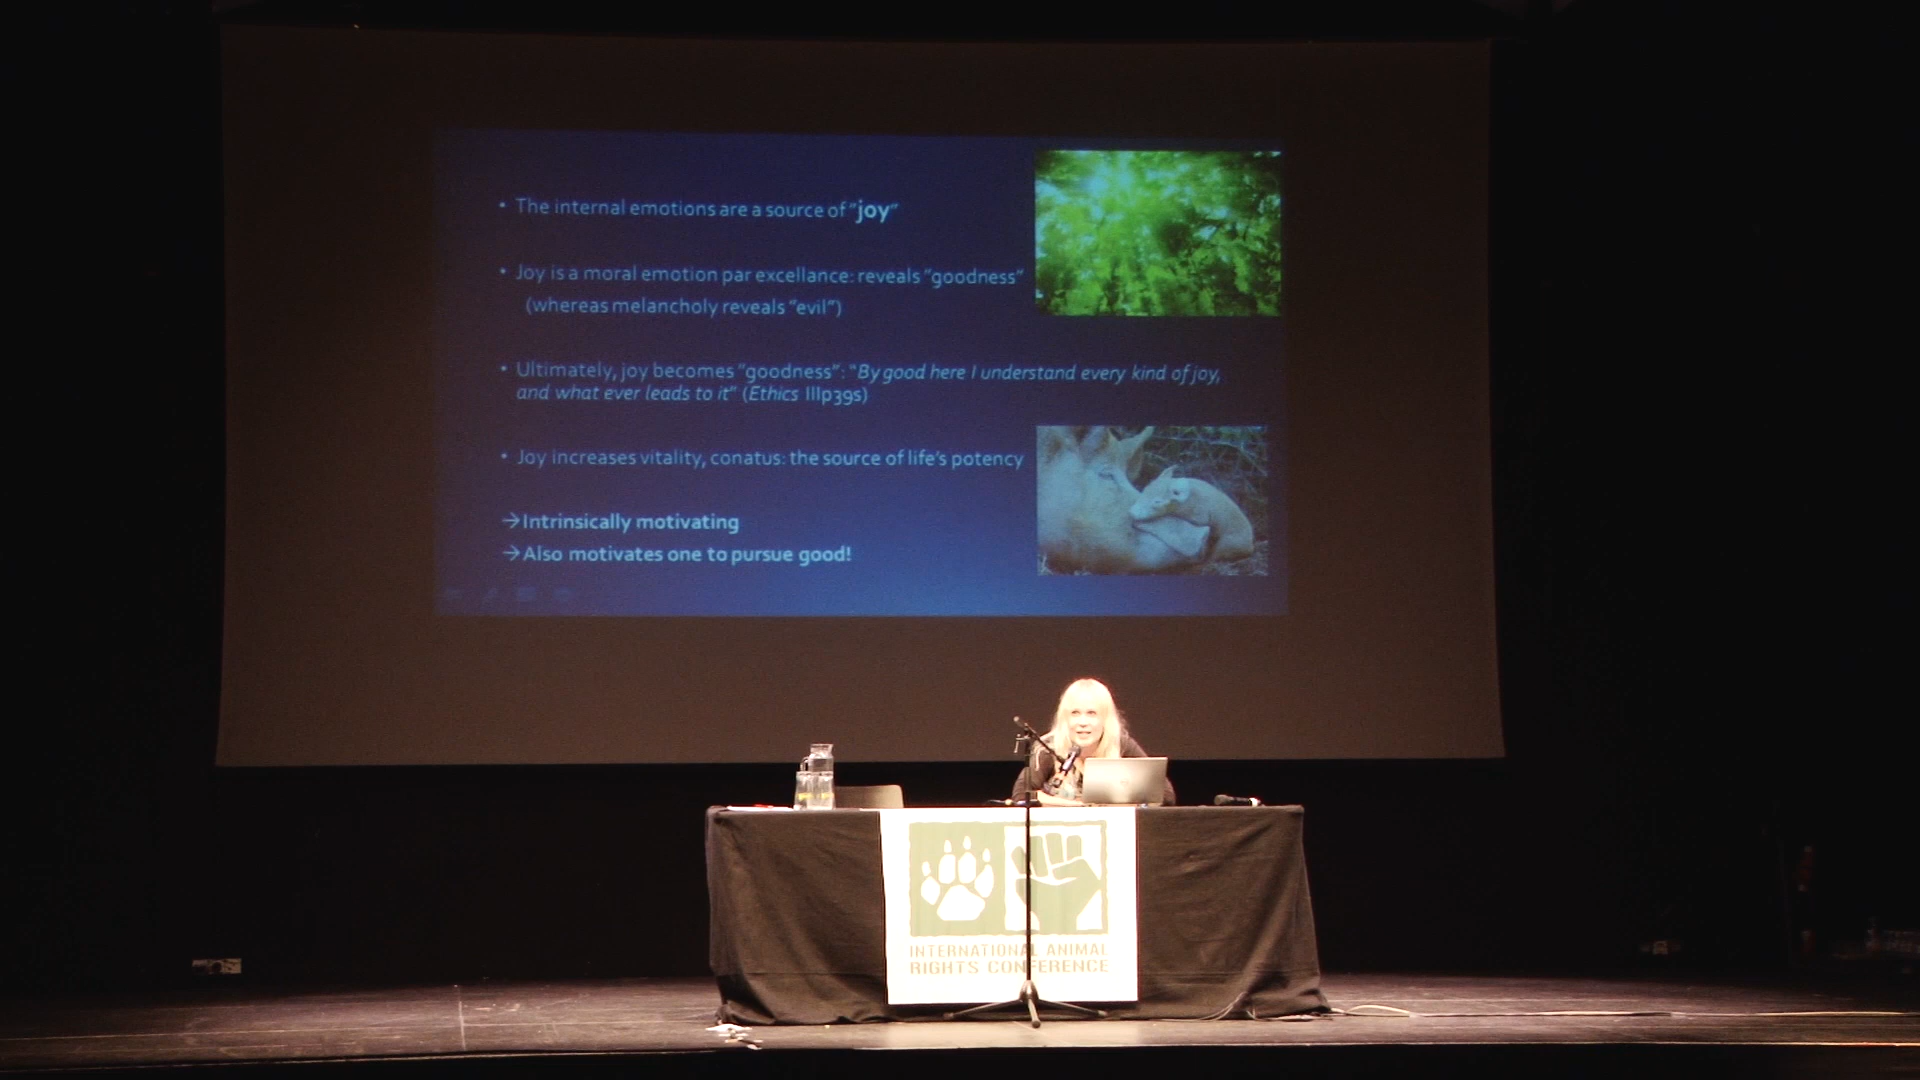 • The internal emotions are a source of "joy"
• Joy is a moral emotion par excellance: reveals "goodness"
(whereas melancholy reveals "evil")
• Ultimately, joy becomes "goodness": "By good here I understand every kind of joy,
and what ever leads to it" (Ethics IIIp39s)
• Joy increases vitality, conatus: the source of life's potency
→Intrinsically motivating
→Also motivates one to pursue good!
INTERNATIONAL ANIMAL
RIGHTS CONFERENCE